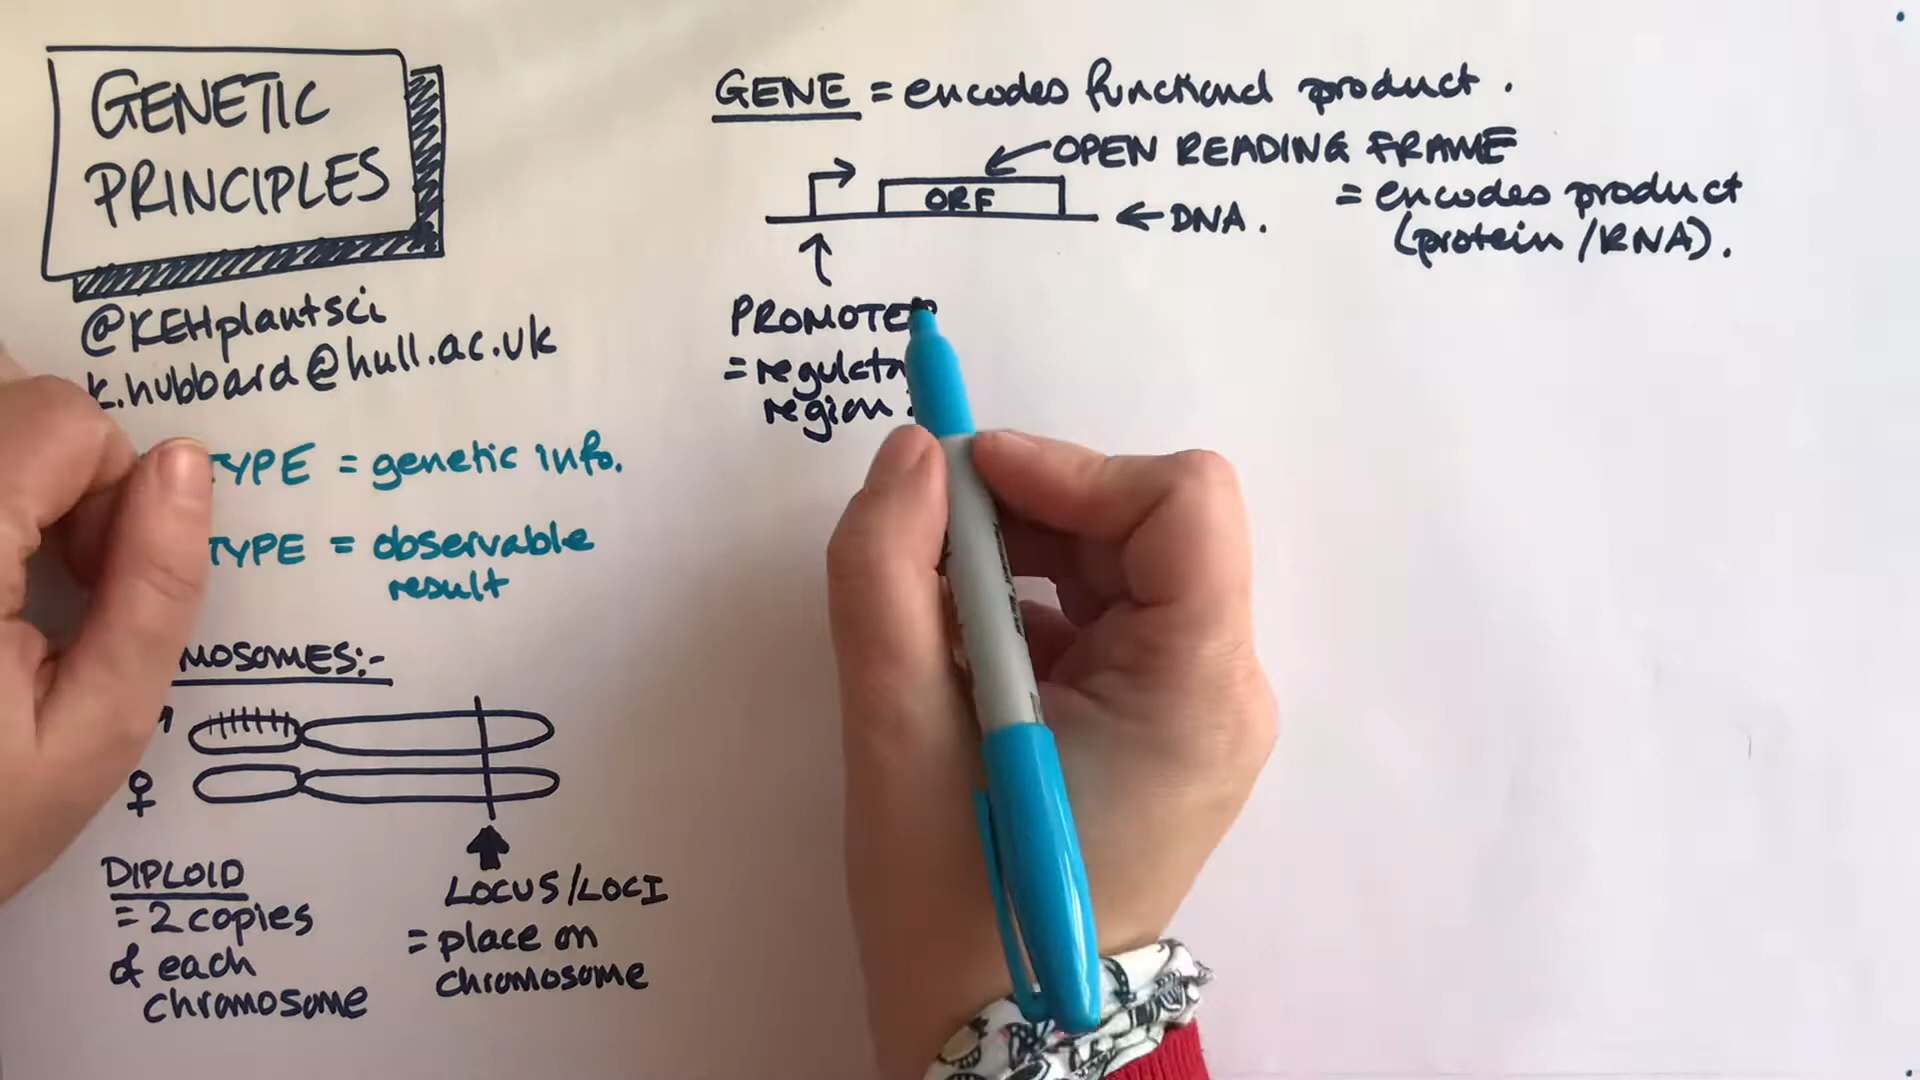 GENETIC
PRINCIPLES
@KEHplantsci
k.hubbard@hull.ac.uk
TYPE = genetic info.
TYPE = observable
result
MOSOMES:-
♀
DIPLOID
= 2 copies
of each
chromosome
LOCUS/LOCI
= place on
chromosome
GENE = encodes functional product.
OPEN READING FRAME
= encodes product
(protein/RNA).
ORF
← DNA.
PROMOTER
= regulato
region